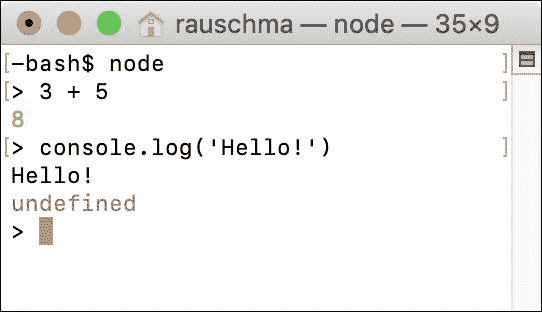 rauschma — node — 35×9
-bash$ node
> 3 + 5
8
> console.log('Hello!')
Hello!
undefined
>